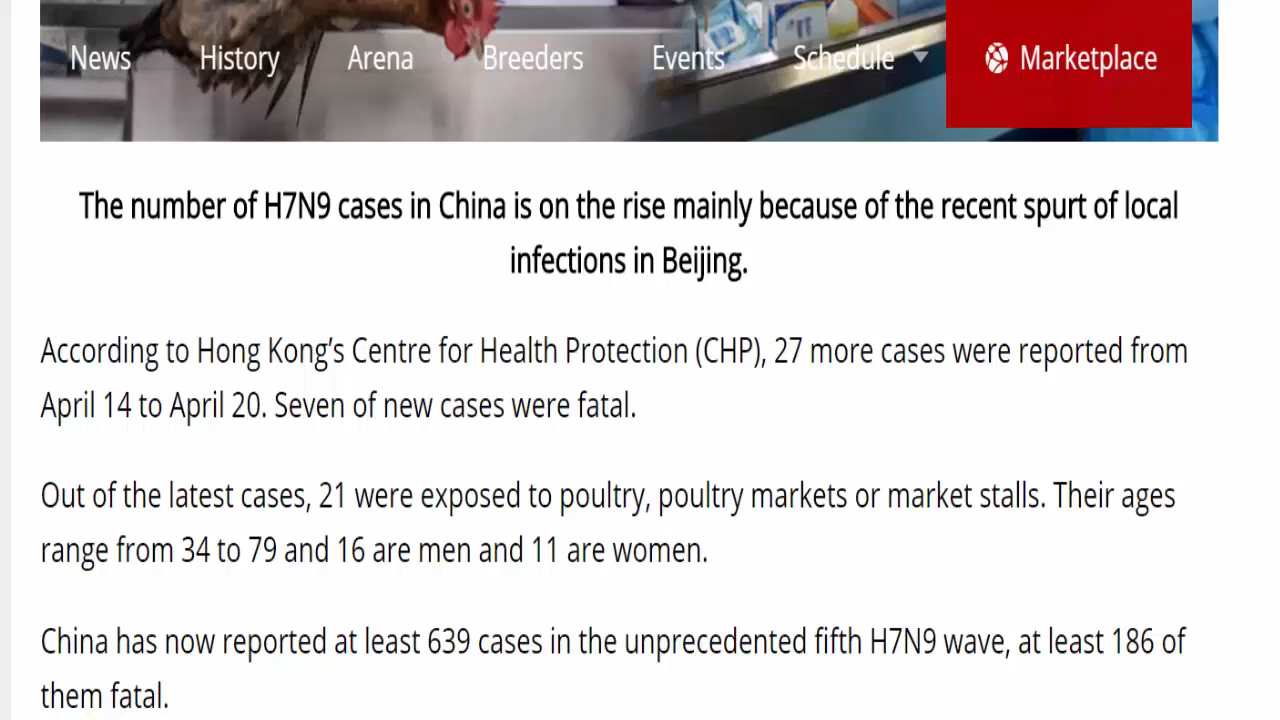 News History Arena Breeders Events Schedule Marketplace
The number of H7N9 cases in China is on the rise mainly because of the recent spurt of local
infections in Beijing.
According to Hong Kong’s Centre for Health Protection (CHP), 27 more cases were reported from
April 14 to April 20. Seven of new cases were fatal.
Out of the latest cases, 21 were exposed to poultry, poultry markets or market stalls. Their ages
range from 34 to 79 and 16 are men and 11 are women.
China has now reported at least 639 cases in the unprecedented fifth H7N9 wave, at least 186 of
them fatal.